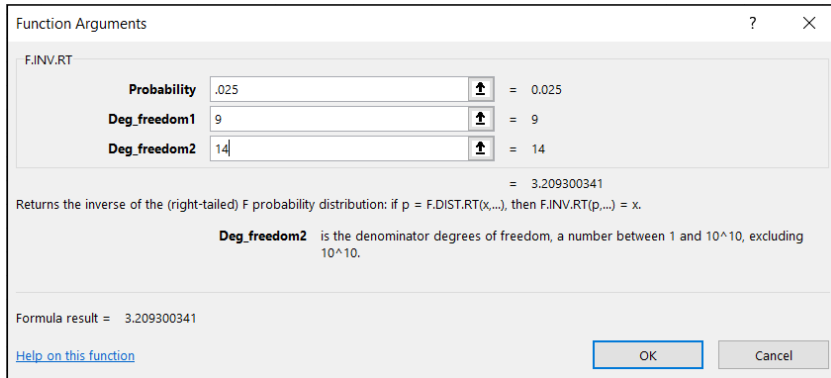 Function Arguments ? ×
F.INV.RT
Probability .025 = 0.025
Deg_freedom1 9 = 9
Deg_freedom2 14 = 14
= 3.209300341
Returns the inverse of the (right-tailed) F probability distribution: if p = F.DIST.RT(x,...), then F.INV.RT(p,...) = x.
Deg_freedom2 is the denominator degrees of freedom, a number between 1 and 10^10, excluding
10^10.
Formula result = 3.209300341
Help on this function OK Cancel